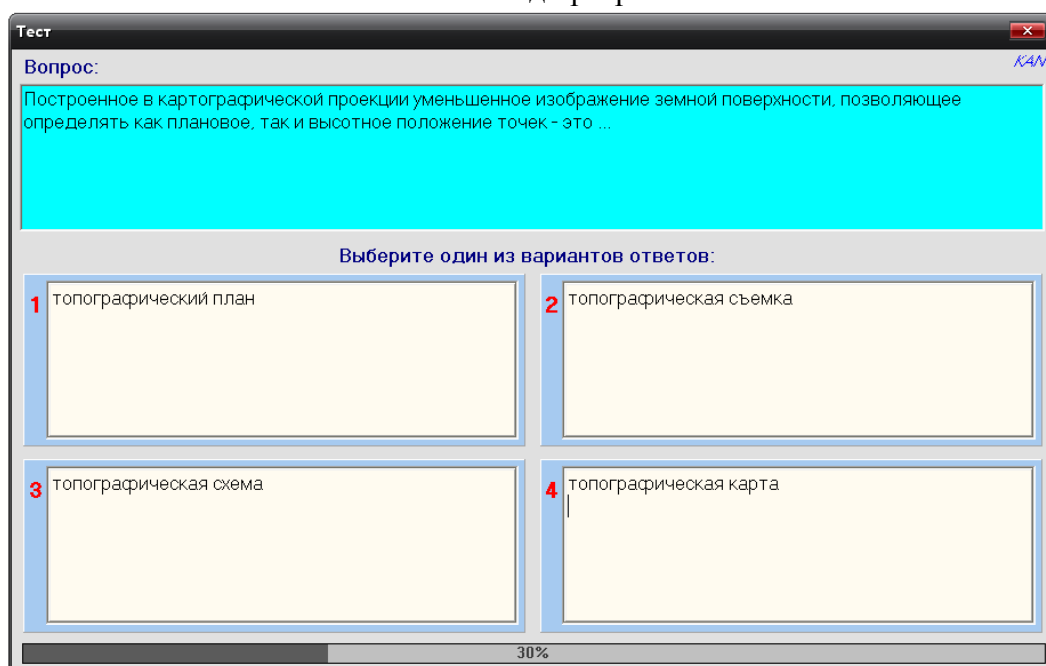 Тест
Вопрос:
KAN
Построенное в картографической проекции уменьшенное изображение земной поверхности, позволяющее
определять как плановое, так и высотное положение точек - это ...
Выберите один из вариантов ответов:
1 топографический план
2 топографическая съемка
3 топографическая схема
4 топографическая карта
30%